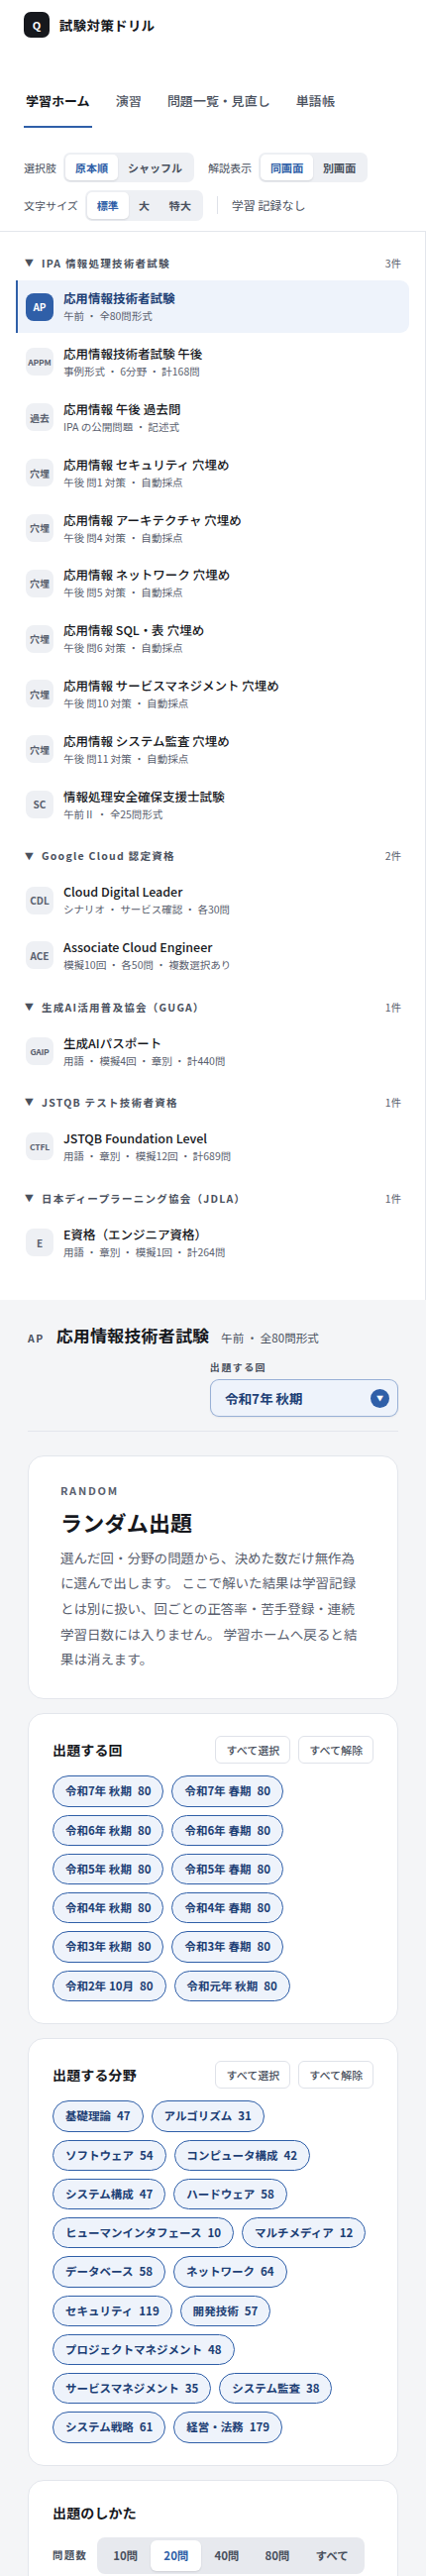 Q 試験対策ドリル
学習ホーム 演習 問題一覧・見直し 単語帳
選択肢 原本順 シャッフル 解説表示 同画面 別画面
文字サイズ 標準 大 特大 学習 記録なし
▼ IPA 情報処理技術者試験 3件
AP 応用情報技術者試験
午前 ・ 全80問形式
APPM 応用情報技術者試験 午後
事例形式 ・ 6分野 ・ 計168問
過去 応用情報 午後 過去問
IPA の公開問題 ・ 記述式
穴埋 応用情報 セキュリティ 穴埋め
午後 問1 対策 ・ 自動採点
穴埋 応用情報 アーキテクチャ 穴埋め
午後 問4 対策 ・ 自動採点
穴埋 応用情報 ネットワーク 穴埋め
午後 問5 対策 ・ 自動採点
穴埋 応用情報 SQL・表 穴埋め
午後 問6 対策 ・ 自動採点
穴埋 応用情報 サービスマネジメント 穴埋め
午後 問10 対策 ・ 自動採点
穴埋 応用情報 システム監査 穴埋め
午後 問11 対策 ・ 自動採点
SC 情報処理安全確保支援士試験
午前Ⅱ ・ 全25問形式
▼ Google Cloud 認定資格 2件
CDL Cloud Digital Leader
シナリオ ・ サービス確認 ・ 各30問
ACE Associate Cloud Engineer
模擬10回 ・ 各50問 ・ 複数選択あり
▼ 生成AI活用普及協会（GUGA） 1件
GAIP 生成AIパスポート
用語 ・ 模擬4回 ・ 章別 ・ 計440問
▼ JSTQB テスト技術者資格 1件
CTFL JSTQB Foundation Level
用語 ・ 章別 ・ 模擬12回 ・ 計689問
▼ 日本ディープラーニング協会（JDLA） 1件
E E資格（エンジニア資格）
用語 ・ 章別 ・ 模擬1回 ・ 計264問
AP 応用情報技術者試験 午前 ・ 全80問形式
出題する回
令和7年 秋期 ▼
RANDOM
ランダム出題
選んだ回・分野の問題から、決めた数だけ無作為
に選んで出します。 ここで解いた結果は学習記録
とは別に扱い、回ごとの正答率・苦手登録・連続
学習日数には入りません。 学習ホームへ戻ると結
果は消えます。
出題する回 すべて選択 すべて解除
令和7年 秋期 80 令和7年 春期 80
令和6年 秋期 80 令和6年 春期 80
令和5年 秋期 80 令和5年 春期 80
令和4年 秋期 80 令和4年 春期 80
令和3年 秋期 80 令和3年 春期 80
令和2年 10月 80 令和元年 秋期 80
出題する分野 すべて選択 すべて解除
基礎理論 47 アルゴリズム 31
ソフトウェア 54 コンピュータ構成 42
システム構成 47 ハードウェア 58
ヒューマンインタフェース 10 マルチメディア 12
データベース 58 ネットワーク 64
セキュリティ 119 開発技術 57
プロジェクトマネジメント 48
サービスマネジメント 35 システム監査 38
システム戦略 61 経営・法務 179
出題のしかた
問題数 10問 20問 40問 80問 すべて